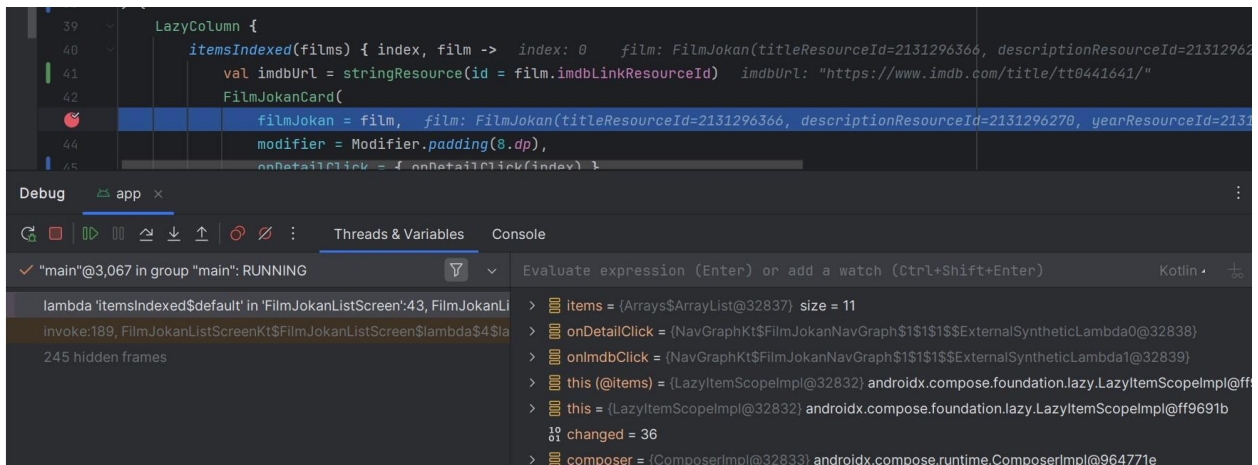 39 LazyColumn {
40 itemsIndexed(films) { index, film -> index: 0 film: FilmJokan(titleResourceId=2131296366, descriptionResourceId=21312962
41 val imdbUrl = stringResource(id = film.imdbLinkResourceId) imdbUrl: "https://www.imdb.com/title/tt0441641/"
42 FilmJokanCard(
filmJokan = film, film: FilmJokan(titleResourceId=2131296366, descriptionResourceId=2131296270, yearResourceId=2131
44 modifier = Modifier.padding(8.dp),
45 onDetailClick = { onDetailClick(index) }
Debug app
Threads & Variables Console
"main"@3,067 in group "main": RUNNING
Evaluate expression (Enter) or add a watch (Ctrl+Shift+Enter) Kotlin
lambda 'itemsIndexed$default' in 'FilmJokanListScreen':43, FilmJokanLi
invoke:189, FilmJokanListScreenKt$FilmJokanListScreen$lambda$4$la
245 hidden frames
items = {Arrays$ArrayList@32837} size = 11
onDetailClick = {NavGraphKt$FilmJokanNavGraph$1$1$1$$ExternalSyntheticLambda0@32838}
onImdbClick = {NavGraphKt$FilmJokanNavGraph$1$1$1$$ExternalSyntheticLambda1@32839}
this (@items) = {LazyItemScopeImpl@32832} androidx.compose.foundation.lazy.LazyItemScopeImpl@ff9
this = {LazyItemScopeImpl@32832} androidx.compose.foundation.lazy.LazyItemScopeImpl@ff9691b
changed = 36
composer = {ComposerImpl@32833} androidx.compose.runtime.ComposerImpl@964771e